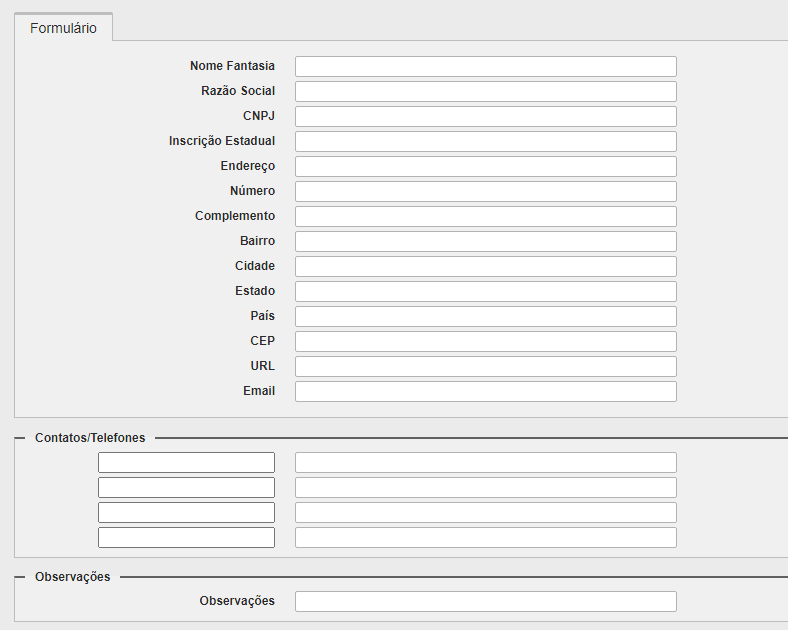 Formulário
Nome Fantasia
Razão Social
CNPJ
Inscrição Estadual
Endereço
Número
Complemento
Bairro
Cidade
Estado
País
CEP
URL
Email
Contatos/Telefones
Observações
Observações